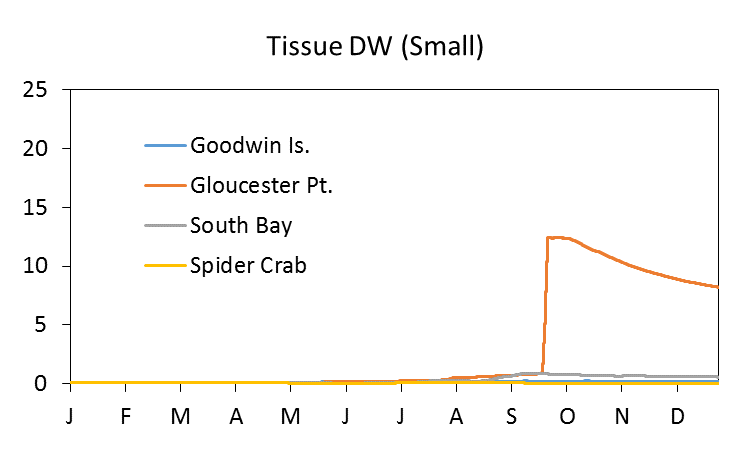 Tissue DW (Small)
25
20
15
10
5
0
Goodwin Is.
Gloucester Pt.
South Bay
Spider Crab
J F M A M J J A S O N D